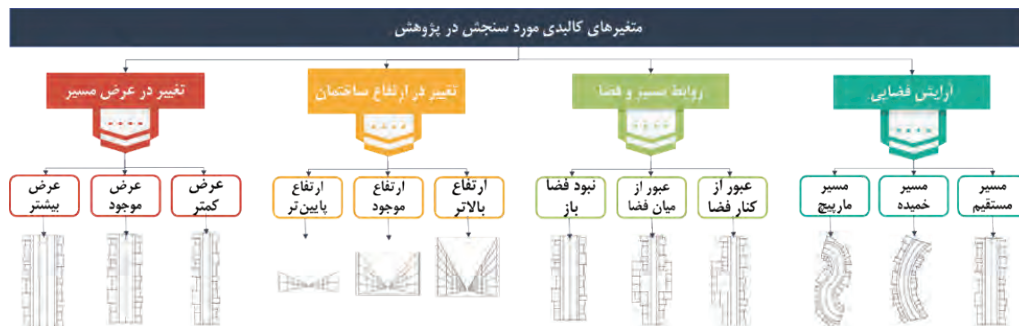 متغیرهای کالبدی مورد سنجش در پژوهش
آرایش فضایی
روابط مسیر و فضا
تغییر در ارتفاع ساختمان
تغییر در عرض مسیر
مسیر
مستقیم
مسیر
خمیده
مسیر
مارپیچ
عبور از
کنار فضا
عبور از
میان فضا
نبود فضا
باز
ارتفاع
بالاتر
ارتفاع
موجود
ارتفاع
پایین‌تر
عرض
کمتر
عرض
موجود
عرض
بیشتر